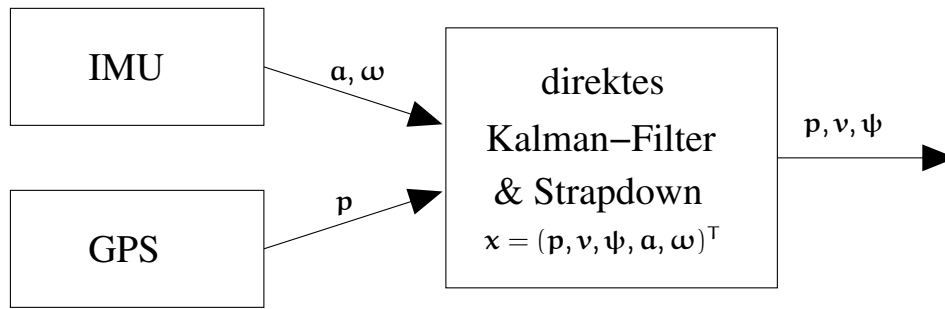 IMU
a, ω
GPS
p
direktes
Kalman−Filter
& Strapdown
x = (p, v, ψ, a, ω)ᵀ
p, v, ψ